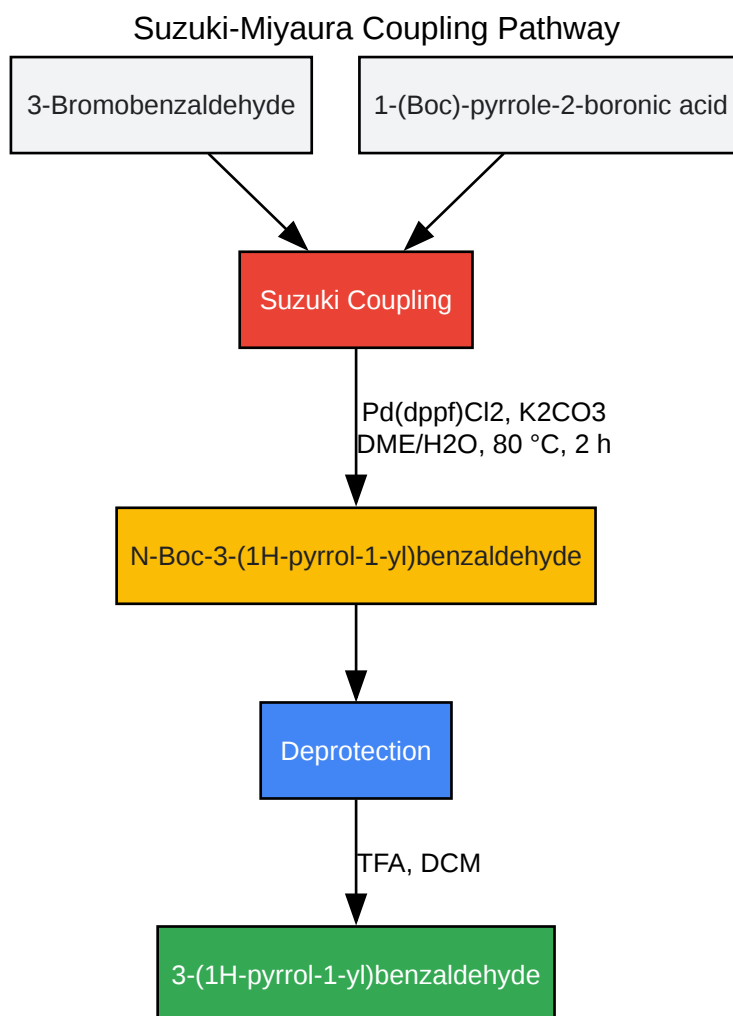 Suzuki-Miyaura Coupling Pathway
3-Bromobenzaldehyde
1-(Boc)-pyrrole-2-boronic acid
Suzuki Coupling
Pd(dppf)Cl2, K2CO3
DME/H2O, 80 °C, 2 h
N-Boc-3-(1H-pyrrol-1-yl)benzaldehyde
Deprotection
TFA, DCM
3-(1H-pyrrol-1-yl)benzaldehyde